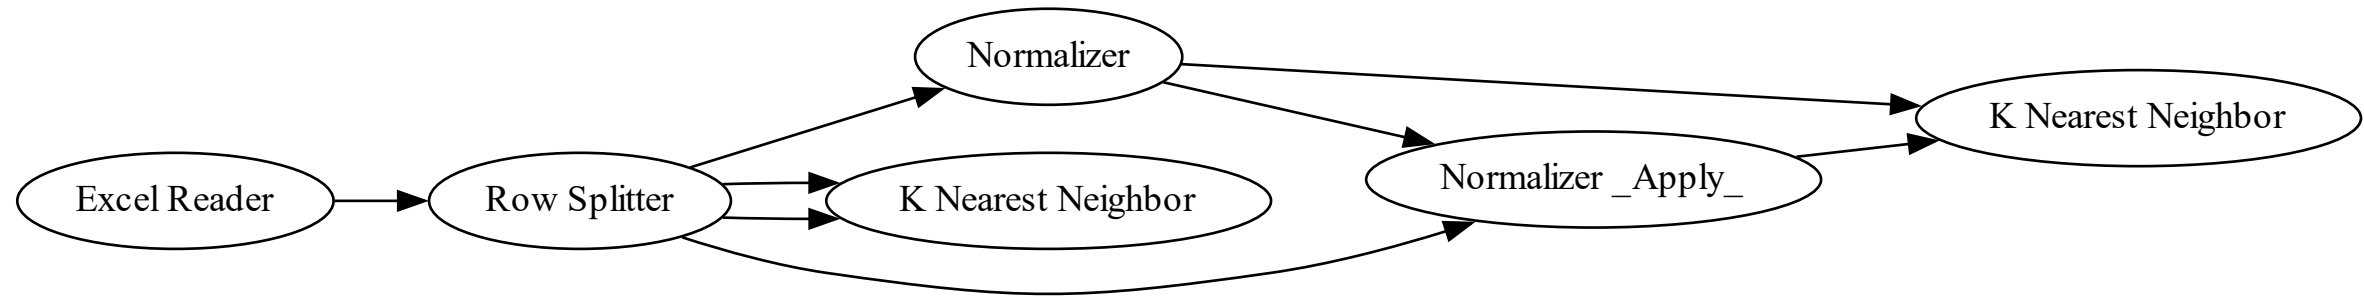 Normalizer
K Nearest Neighbor
Excel Reader
Row Splitter
K Nearest Neighbor
Normalizer _Apply_